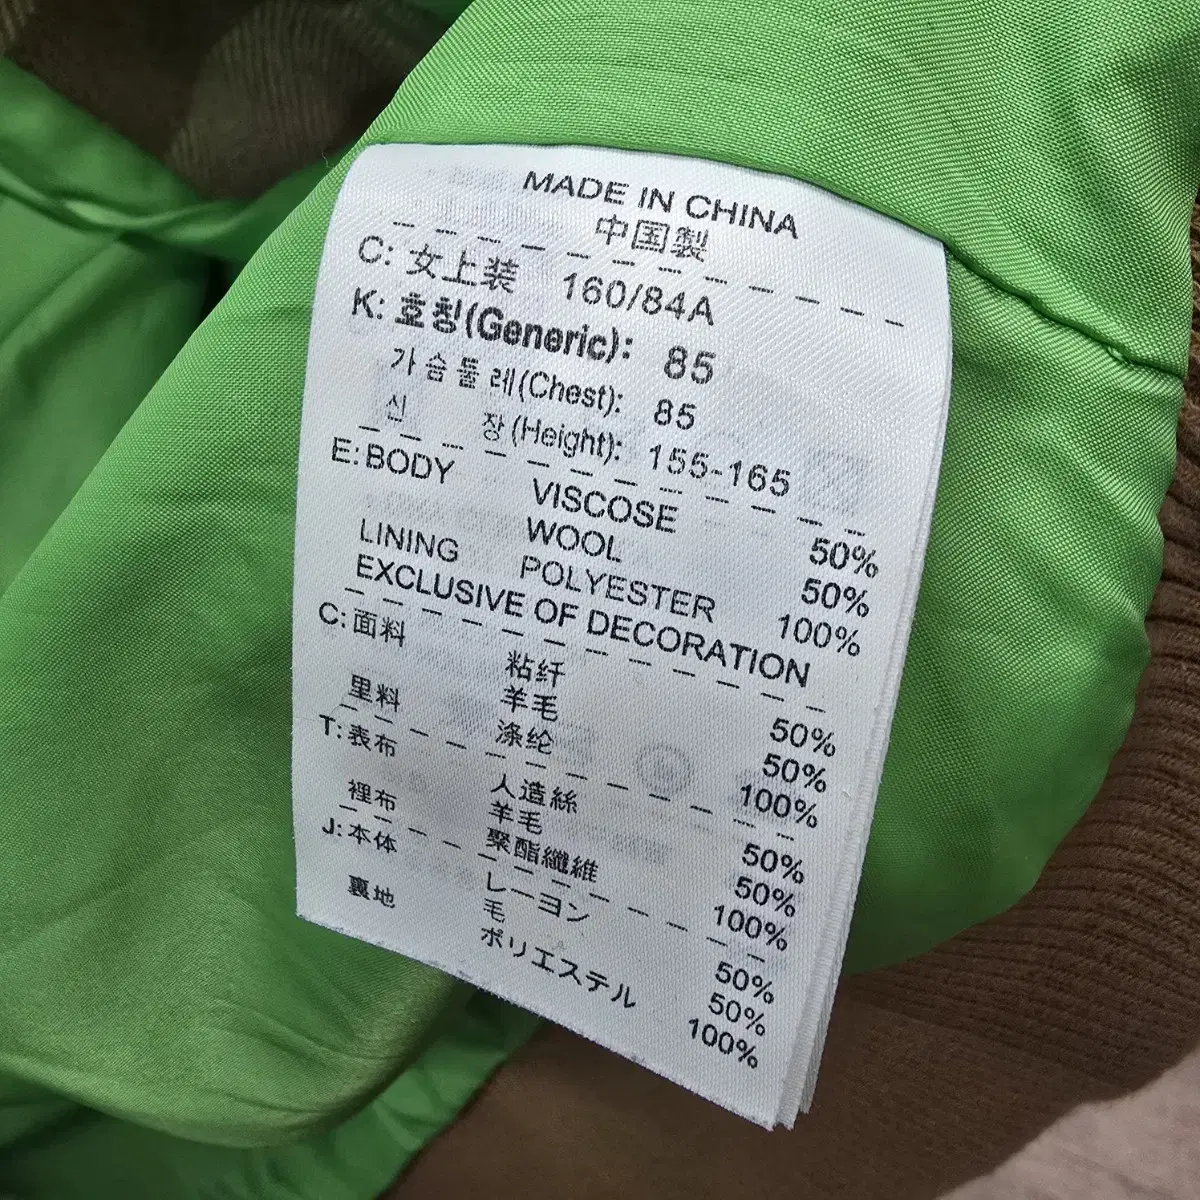 MADE IN CHINA
中国製
C: 女上装 160/84A
K: 호칭(Generic): 85
가슴둘레(Chest): 85
신 장(Height): 155-165
E: BODY VISCOSE 50%
WOOL 50%
LINING POLYESTER 100%
EXCLUSIVE OF DECORATION
C: 面料 粘纤 50%
羊毛 50%
里料 涤纶 100%
T: 表布 人造絲 50%
羊毛 50%
裡布 聚酯纖維 100%
J: 本体 レーヨン 50%
毛 50%
裏地 ポリエステル 100%